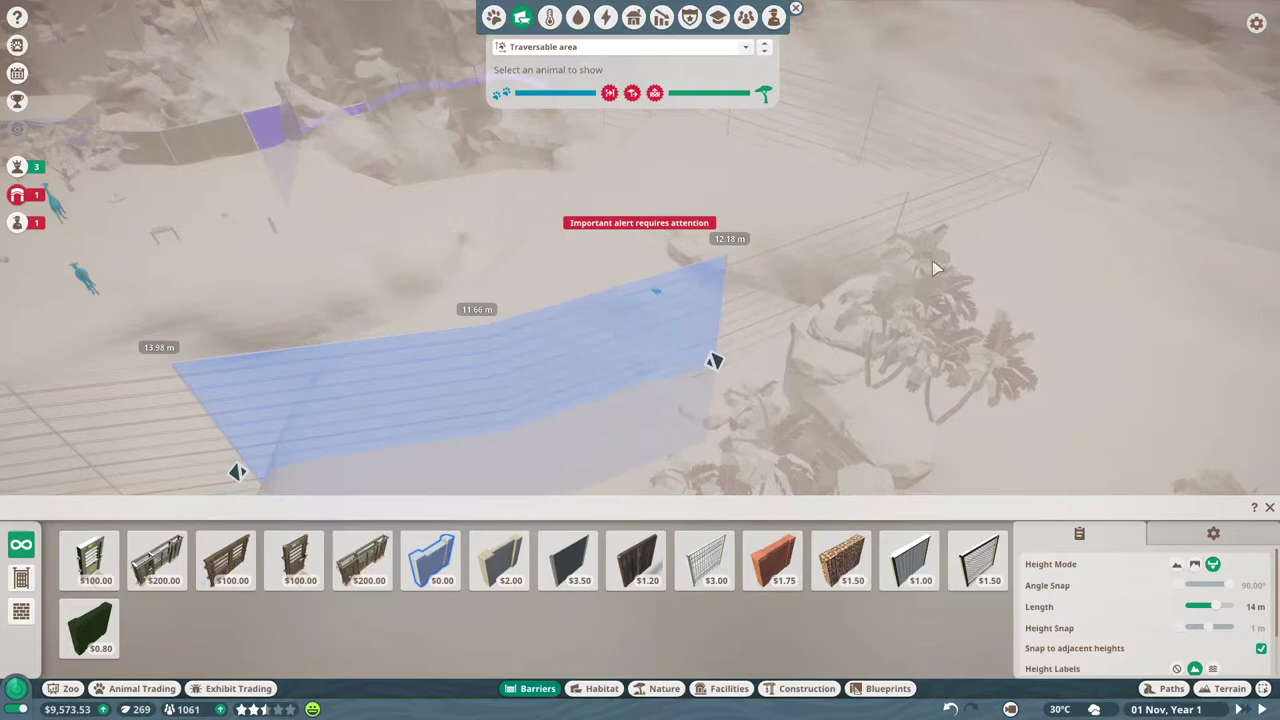 Traversable area
Select an animal to show
3
1
1
Important alert requires attention
12.18 m
11.66 m
13.98 m
?
?
$100.00
$200.00
$100.00
$100.00
$200.00
$0.00
$2.00
$3.50
$1.20
$3.00
$1.75
$1.50
$1.00
$1.50
$0.80
Height Mode
Angle Snap 90.00°
Length 14 m
Height Snap 1 m
Snap to adjacent heights
Height Labels
Zoo
Animal Trading
Exhibit Trading
Barriers
Habitat
Nature
Facilities
Construction
Blueprints
Paths
Terrain
$9,573.53
269
1061
30°C
01 Nov, Year 1